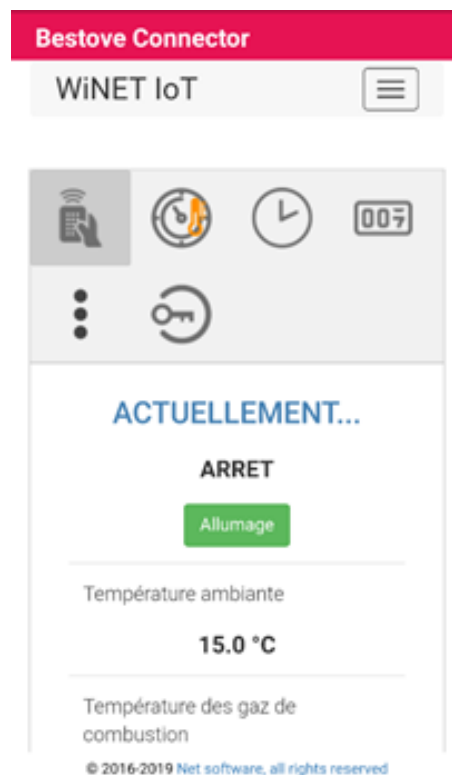 Bestove Connector
WiNET IoT
007
ACTUELLEMENT...
ARRET
Allumage
Température ambiante
15.0 °C
Température des gaz de
combustion
© 2016-2019 Net software, all rights reserved